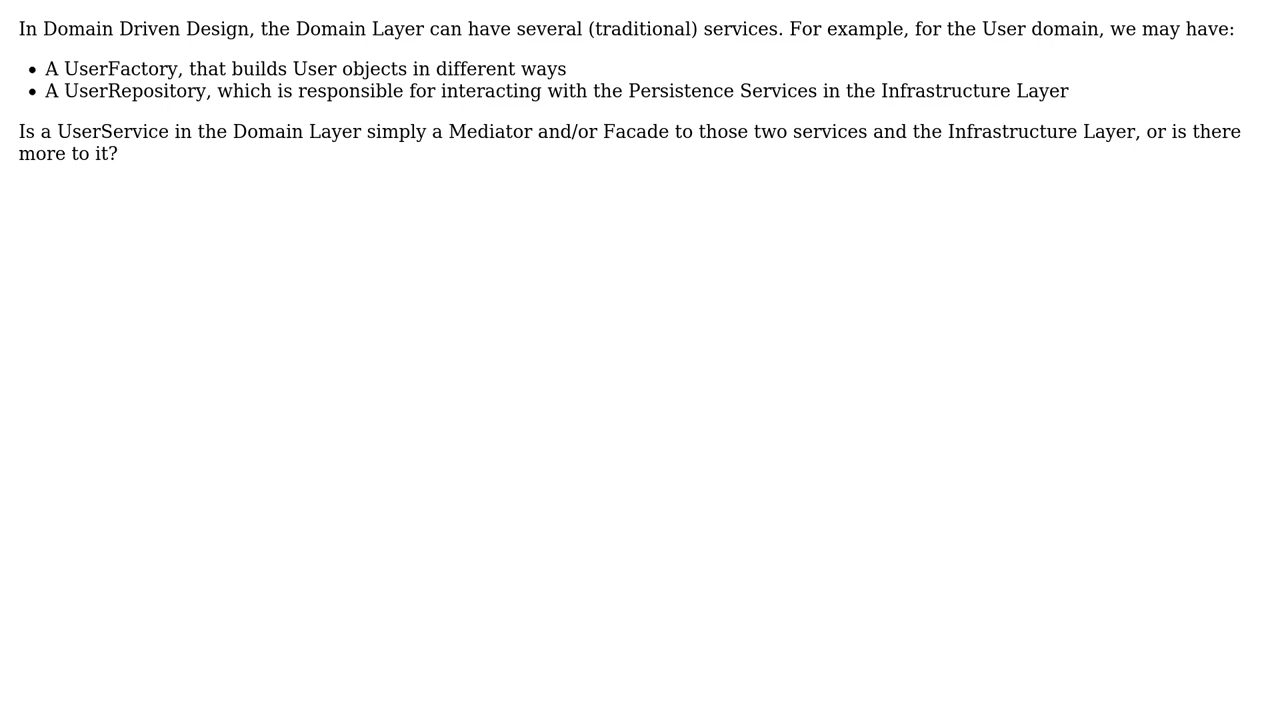 In Domain Driven Design, the Domain Layer can have several (traditional) services. For example, for the User domain, we may have:
• A UserFactory, that builds User objects in different ways
• A UserRepository, which is responsible for interacting with the Persistence Services in the Infrastructure Layer
Is a UserService in the Domain Layer simply a Mediator and/or Facade to those two services and the Infrastructure Layer, or is there
more to it?